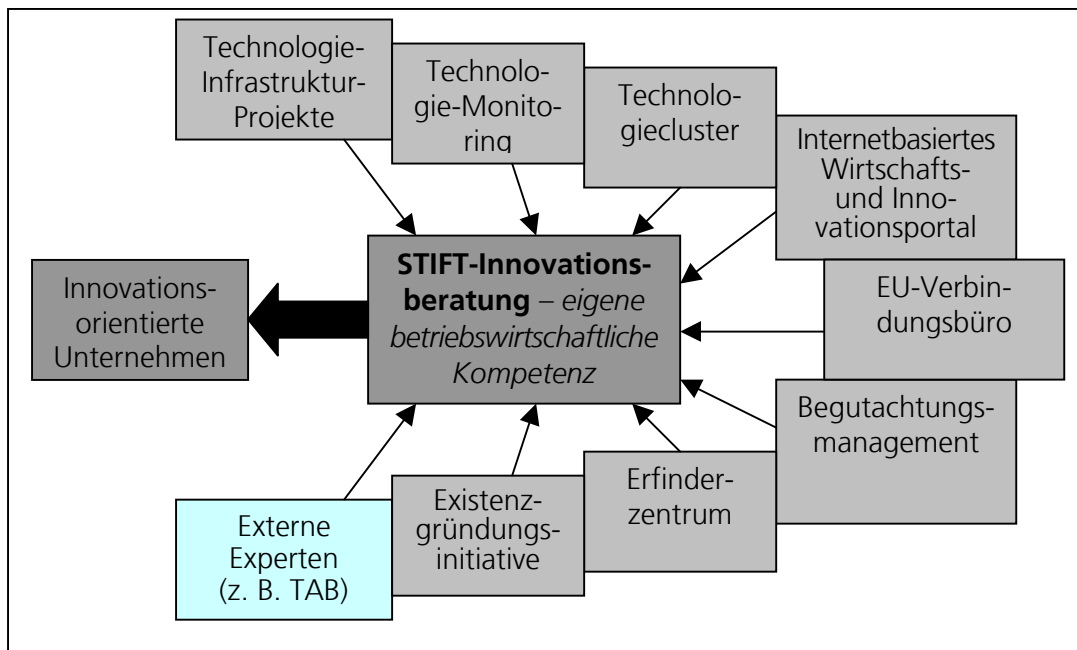 Technologie-
Infrastruktur-
Projekte
Technolo-
gie-Monito-
ring
Technolo-
giecluster
Internetbasiertes
Wirtschafts-
und Inno-
vationsportal
STIFT-Innovations-
beratung – eigene
betriebswirtschaftliche
Kompetenz
Innovations-
orientierte
Unternehmen
EU-Verbin-
dungsbüro
Begutachtungs-
management
Erfinder-
zentrum
Existenz-
gründungs-
initiative
Externe
Experten
(z. B. TAB)